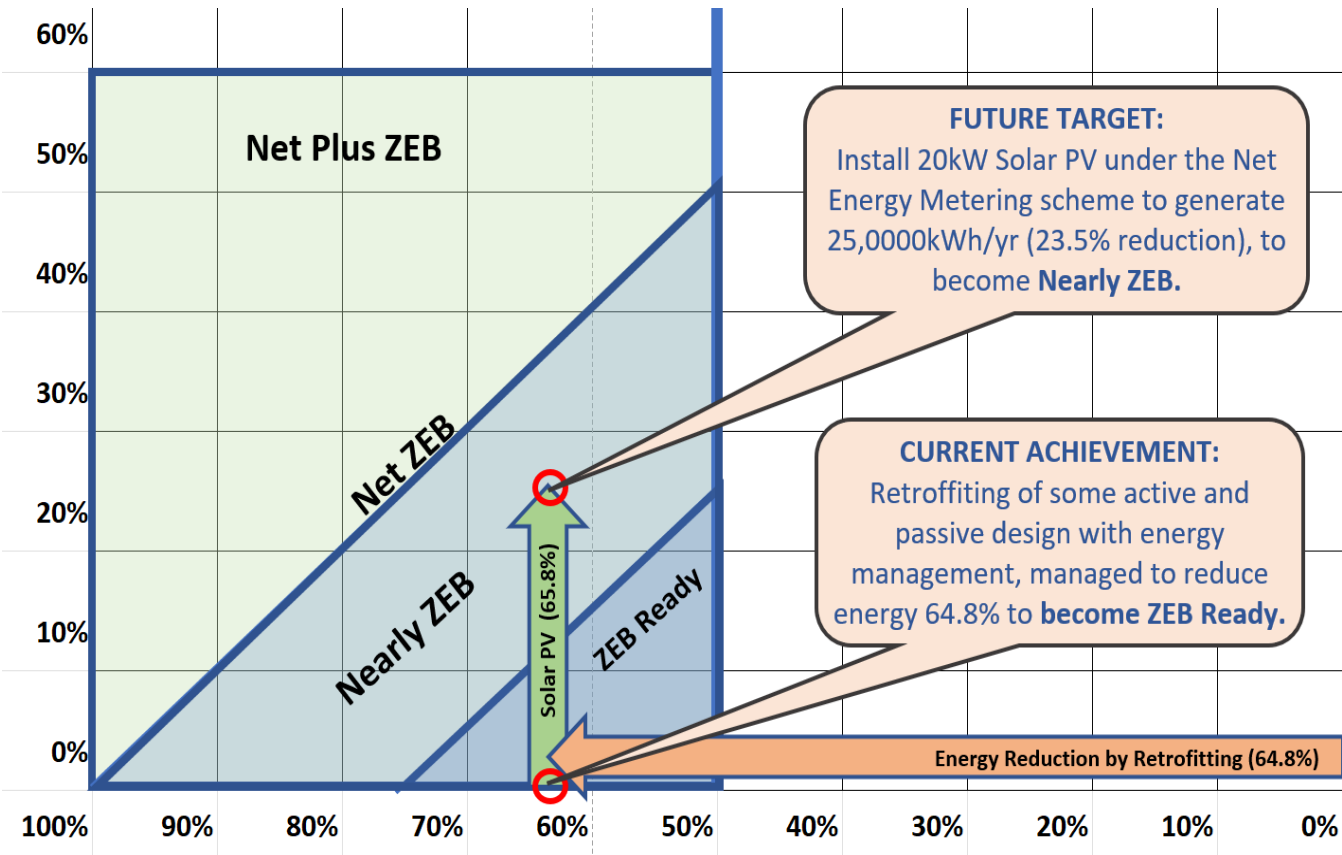 60%
50%
40%
30%
20%
10%
0%
Net Plus ZEB
Net ZEB
Nearly ZEB
ZEB Ready
Solar PV (65.8%)
FUTURE TARGET:
Install 20kW Solar PV under the Net
Energy Metering scheme to generate
25,0000kWh/yr (23.5% reduction), to
become Nearly ZEB.
CURRENT ACHIEVEMENT:
Retroffiting of some active and
passive design with energy
management, managed to reduce
energy 64.8% to become ZEB Ready.
Energy Reduction by Retrofitting (64.8%)
100% 90% 80% 70% 60% 50% 40% 30% 20% 10% 0%